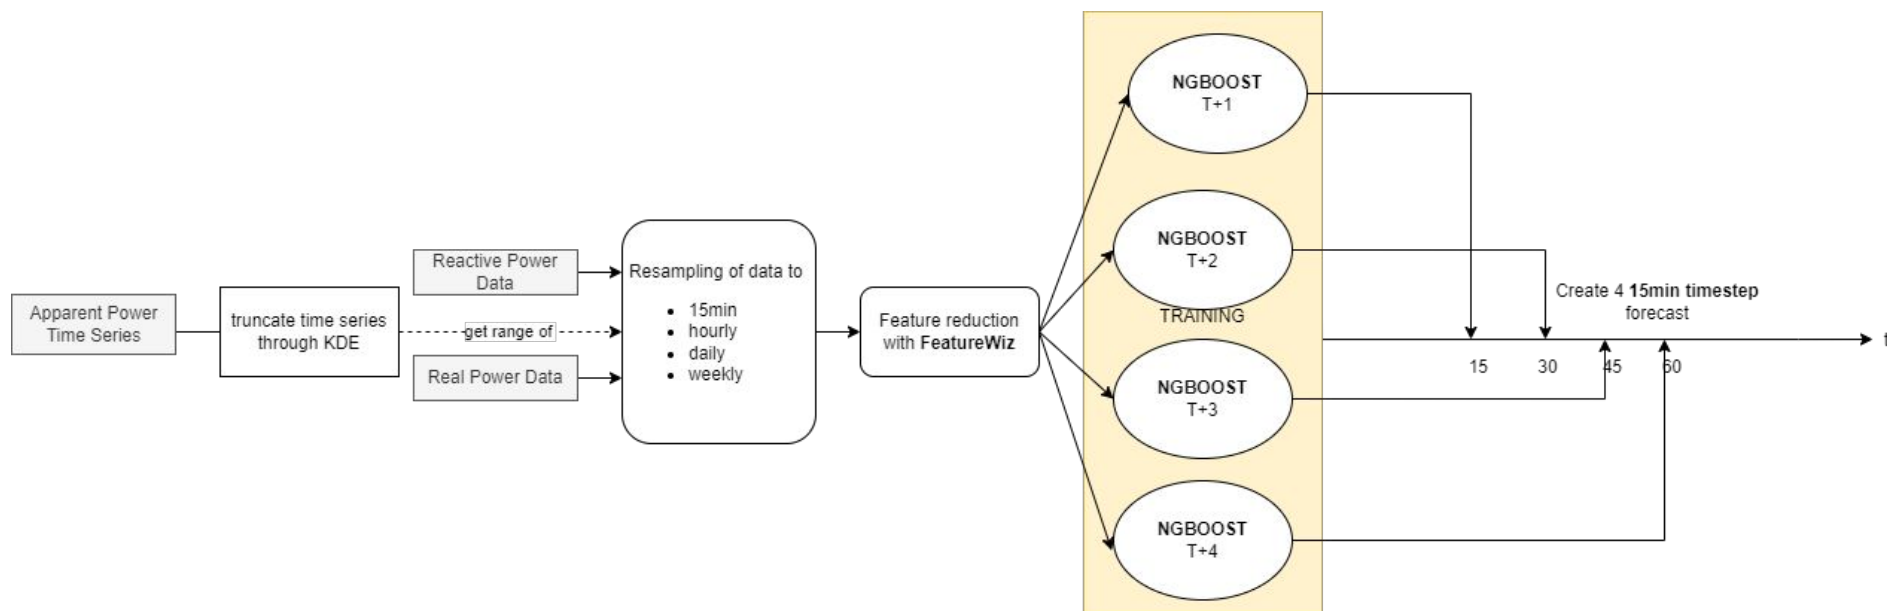 Apparent Power
Time Series
truncate time series
through KDE
get range of
Reactive Power
Data
Real Power Data
Resampling of data to
• 15min
• hourly
• daily
• weekly
Feature reduction
with FeatureWiz
NGBOOST
T+1
NGBOOST
T+2
TRAINING
NGBOOST
T+3
NGBOOST
T+4
Create 4 15min timestep
forecast
15
30
45
60
t